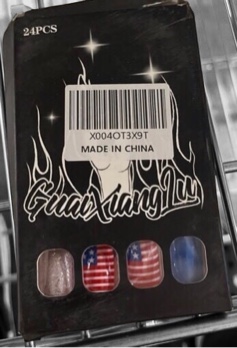 24PCS
X004OT3X9T
MADE IN CHINA
GuaiXiangLu